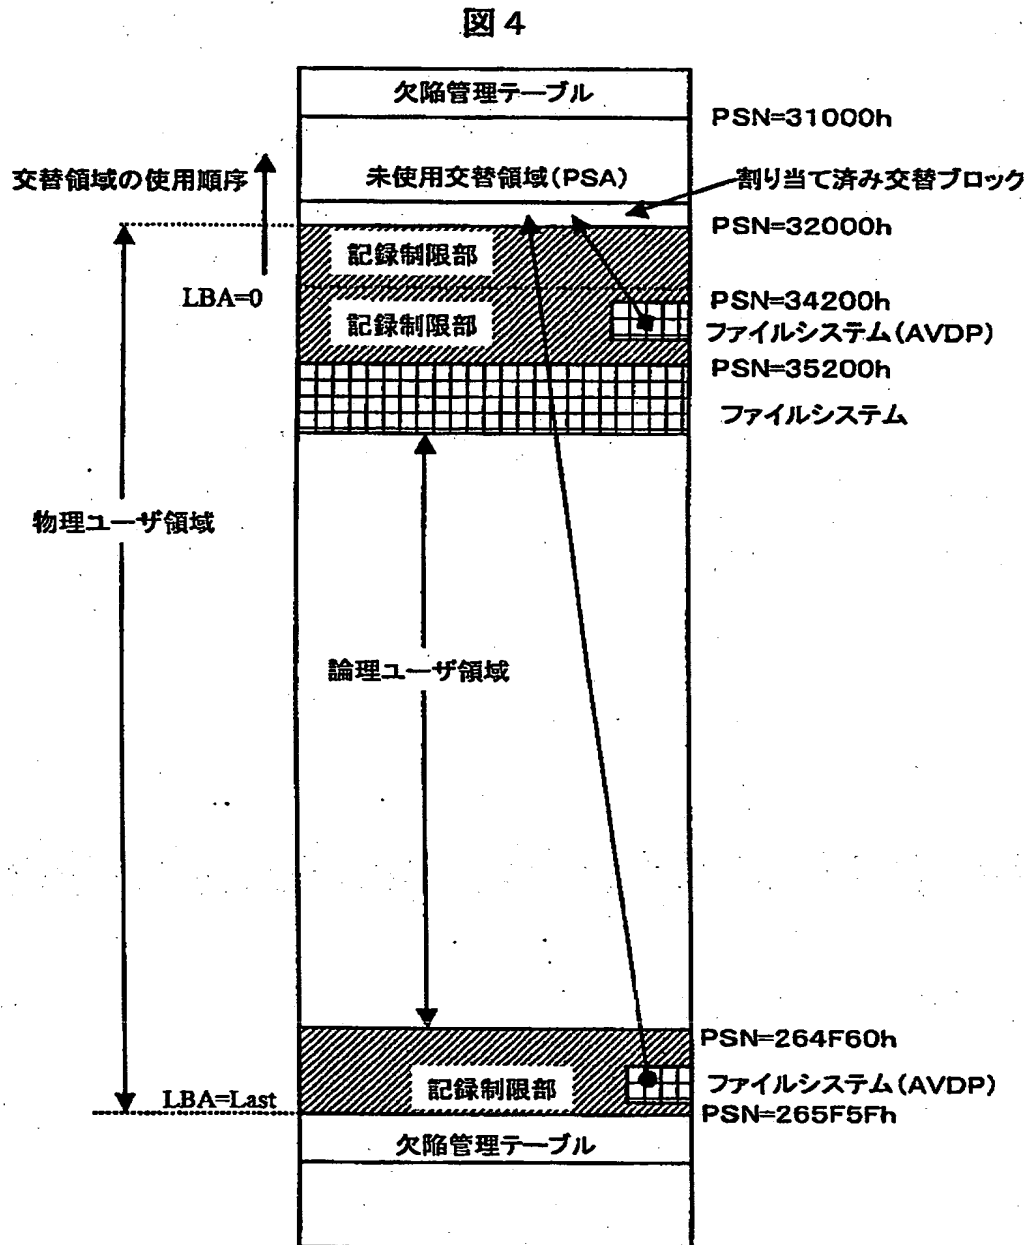 図４
欠陥管理テーブル
PSN=31000h
交替領域の使用順序
未使用交替領域(PSA)
割り当て済み交替ブロック
PSN=32000h
記録制限部
LBA=0
PSN=34200h
記録制限部
ファイルシステム(AVDP)
PSN=35200h
ファイルシステム
物理ユーザ領域
論理ユーザ領域
PSN=264F60h
記録制限部
ファイルシステム(AVDP)
LBA=Last
PSN=265F5Fh
欠陥管理テーブル